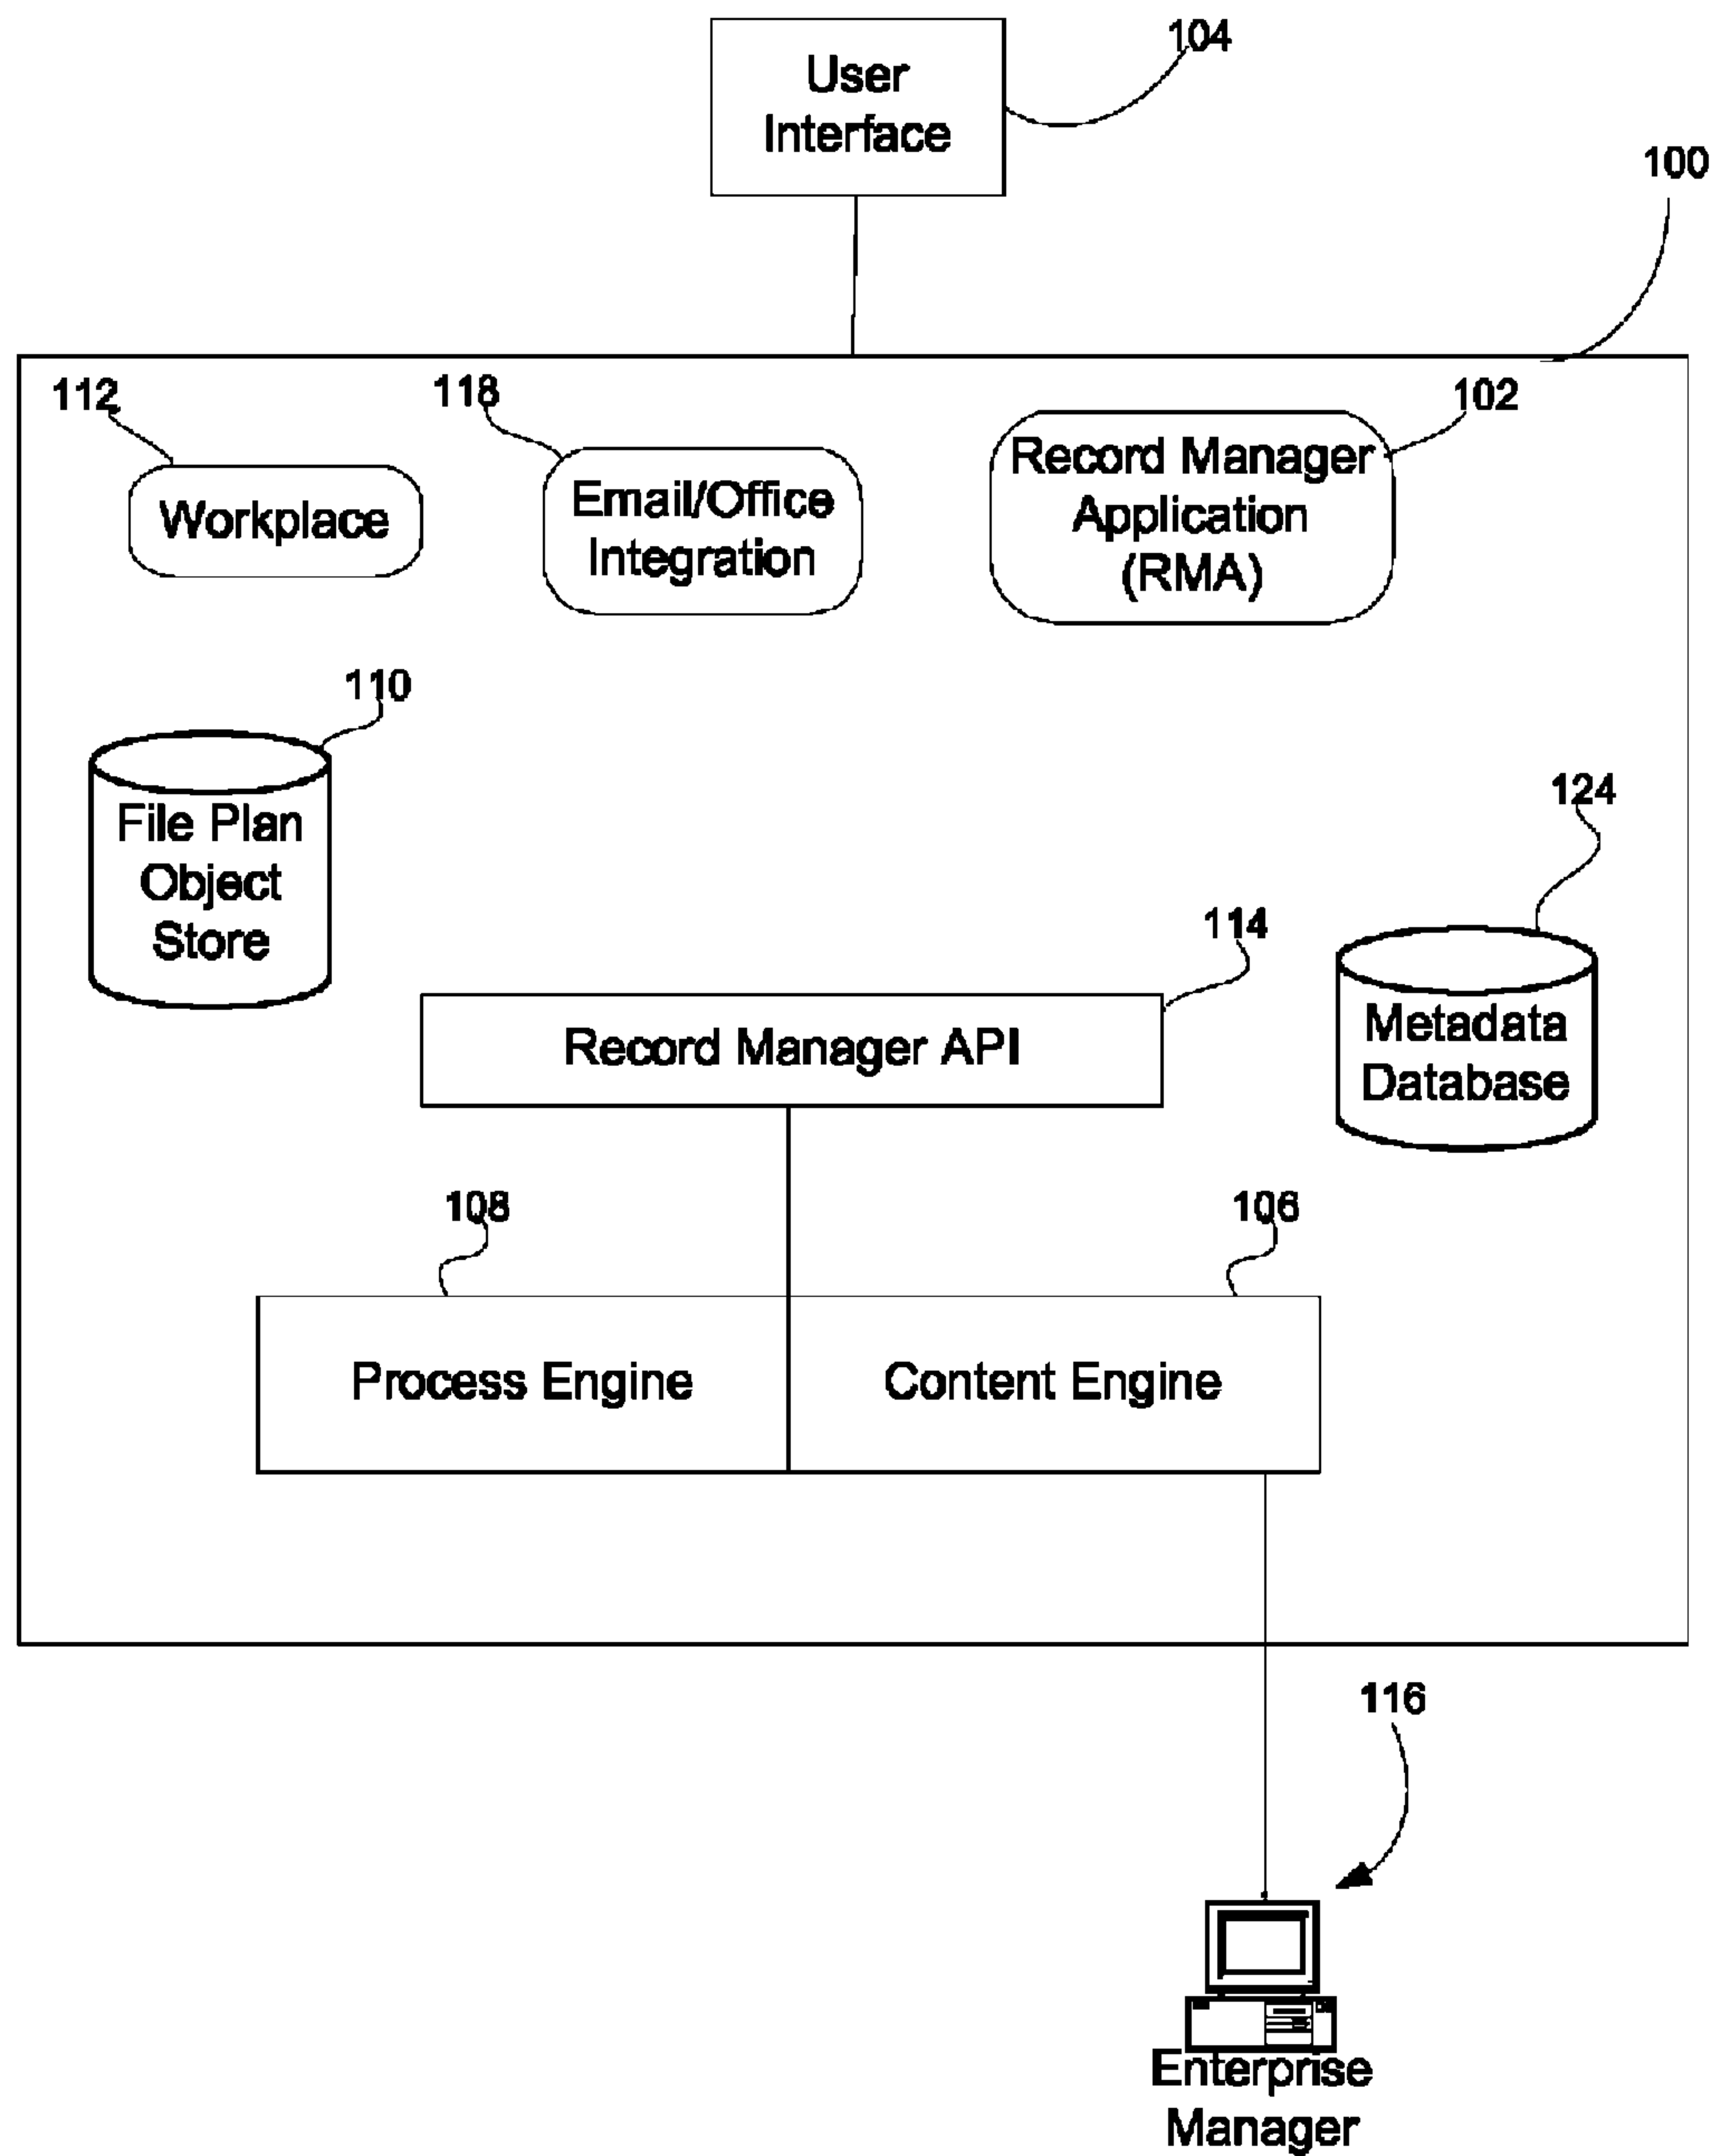 104
User
Interface
100
112
118
102
Workplace
Email/Office
Integration
Record Manager
Application
(RMA)
110
File Plan
Object
Store
124
114
Record Manager API
Metadata
Database
108
106
Process Engine
Content Engine
116
Enterprise
Manager